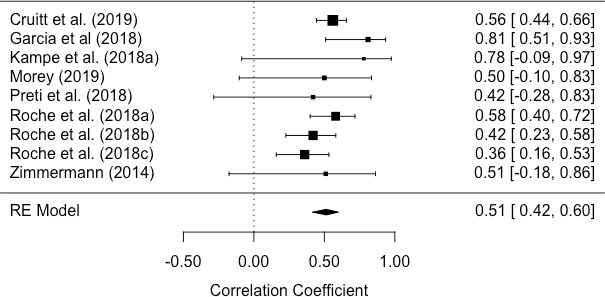 Cruitt et al. (2019) 0.56 [ 0.44, 0.66]
Garcia et al (2018) 0.81 [ 0.51, 0.93]
Kampe et al. (2018a) 0.78 [-0.09, 0.97]
Morey (2019) 0.50 [-0.10, 0.83]
Preti et al. (2018) 0.42 [-0.28, 0.83]
Roche et al. (2018a) 0.58 [ 0.40, 0.72]
Roche et al. (2018b) 0.42 [ 0.23, 0.58]
Roche et al. (2018c) 0.36 [ 0.16, 0.53]
Zimmermann (2014) 0.51 [-0.18, 0.86]
RE Model 0.51 [ 0.42, 0.60]
-0.50 0.00 0.50 1.00
Correlation Coefficient